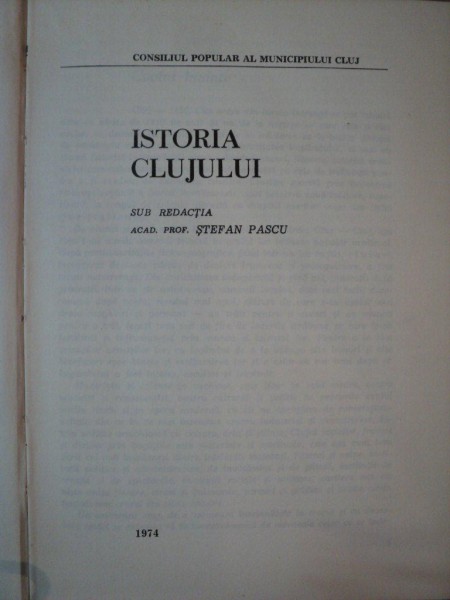 CONSILIUL POPULAR AL MUNICIPIULUI CLUJ
ISTORIA
CLUJULUI
SUB REDACȚIA
ACAD. PROF. ȘTEFAN PASCU
1974